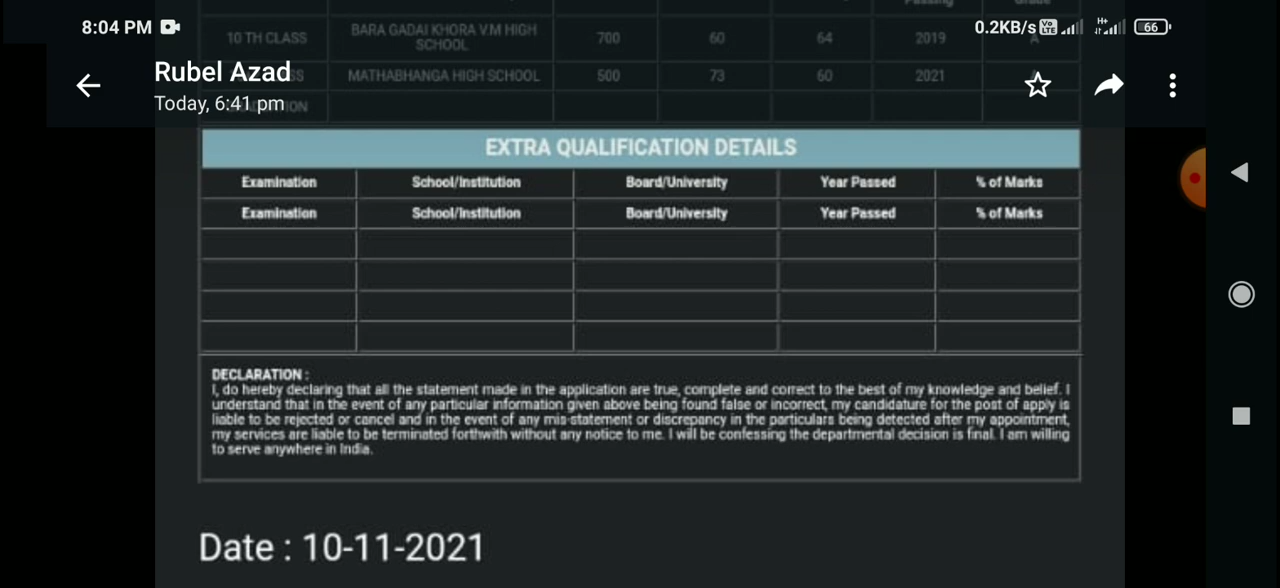 Passing
Grade
8:04 PM
0.2KB/s
Vo LTE
H+
66
10 TH CLASS BARA GADAI KHORA V.M HIGH SCHOOL 700 60 64 2019 A
Rubel Azad
MATHABHANGA HIGH SCHOOL 500 73 60 2021
Today, 6:41 pm
EXTRA QUALIFICATION DETAILS
Examination School/Institution Board/University Year Passed % of Marks
Examination School/Institution Board/University Year Passed % of Marks
DECLARATION :
I, do hereby declaring that all the statement made in the application are true, complete and correct to the best of my knowledge and belief. I
understand that in the event of any particular information given above being found false or incorrect, my candidature for the post of apply is
liable to be rejected or cancel and in the event of any mis-statement or discrepancy in the particulars being detected after my appointment,
my services are liable to be terminated forthwith without any notice to me. I will be confessing the departmental decision is final. I am willing
to serve anywhere in India.
Date : 10-11-2021